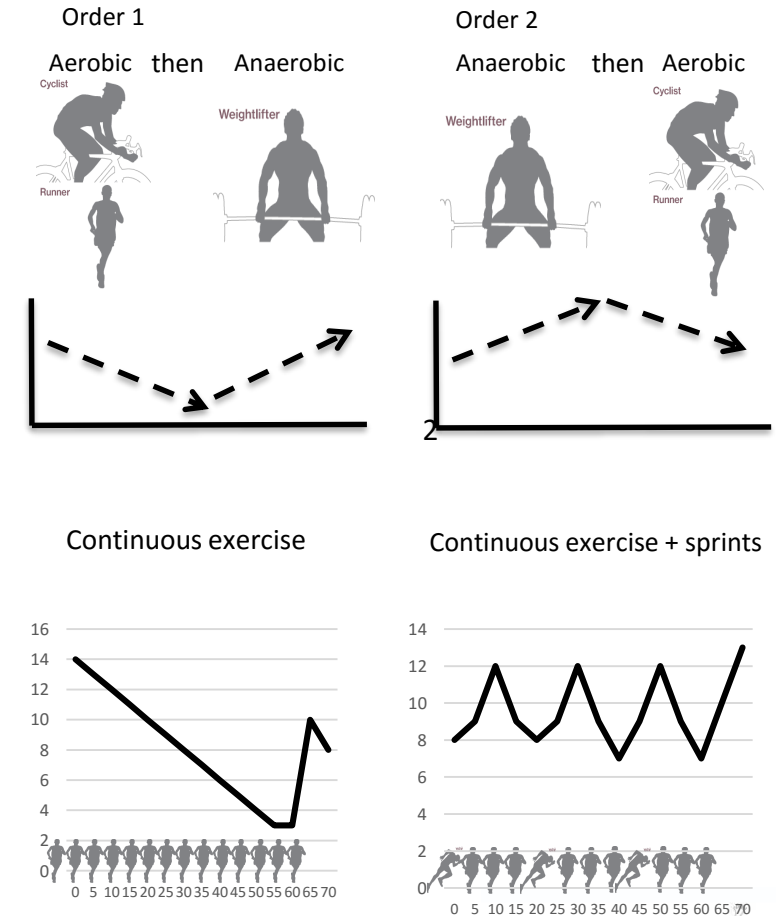 Order 1
Aerobic then Anaerobic
Cyclist
Weightlifter
Runner
Order 2
Anaerobic then Aerobic
Cyclist
Weightlifter
Runner
2
Continuous exercise
16
14
12
10
8
6
4
2
0
0 5 10 15 20 25 30 35 40 45 50 55 60 65 70
Continuous exercise + sprints
14
12
10
8
6
4
2
0
0 5 10 15 20 25 30 35 40 45 50 55 60 65 70